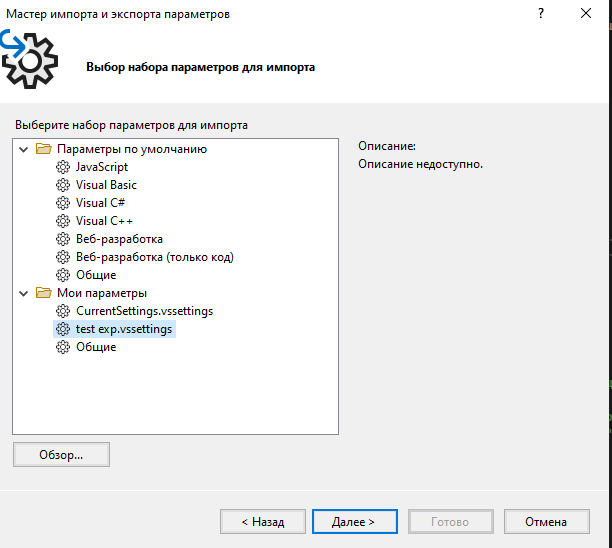 Мастер импорта и экспорта параметров
?
Выбор набора параметров для импорта
Выберите набор параметров для импорта
Параметры по умолчанию
JavaScript
Visual Basic
Visual C#
Visual C++
Веб-разработка
Веб-разработка (только код)
Общие
Мои параметры
CurrentSettings.vssettings
test exp.vssettings
Общие
Описание:
Описание недоступно.
Обзор...
< Назад
Далее >
Готово
Отмена